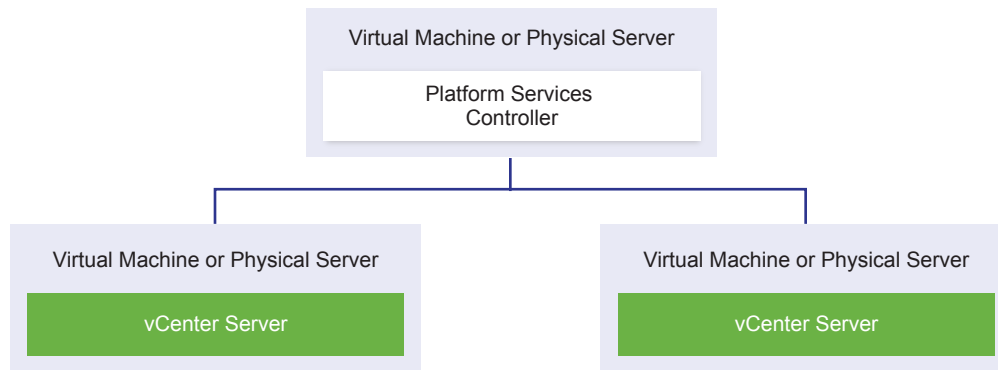 Virtual Machine or Physical Server
Platform Services
Controller
Virtual Machine or Physical Server
vCenter Server
Virtual Machine or Physical Server
vCenter Server